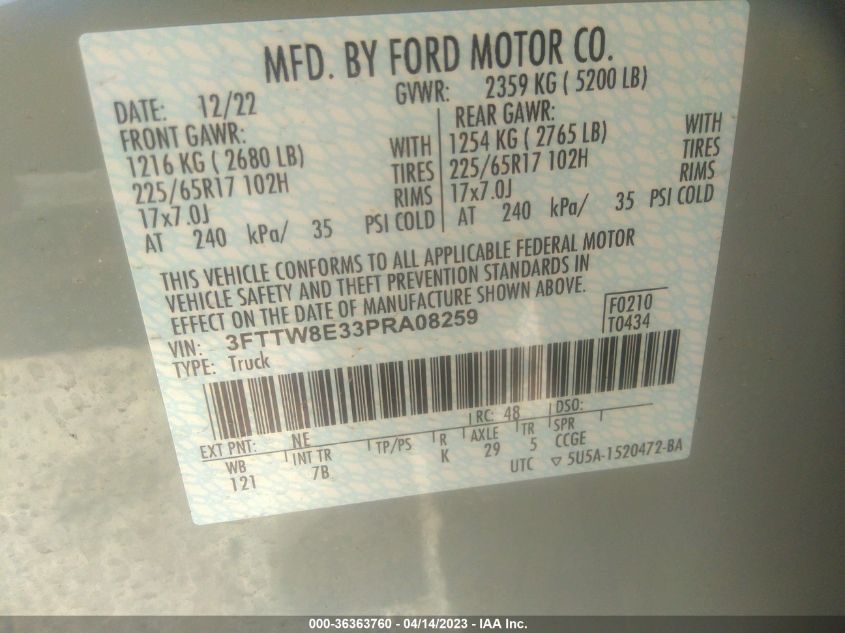 MFD. BY FORD MOTOR CO.
DATE: 12/22 GVWR: 2359 KG ( 5200 LB)
FRONT GAWR: REAR GAWR:
1216 KG ( 2680 LB) WITH 1254 KG ( 2765 LB) WITH
225/65R17 102H TIRES 225/65R17 102H TIRES
17x7.0J RIMS 17x7.0J RIMS
AT 240 kPa/ 35 PSI COLD AT 240 kPa/ 35 PSI COLD
THIS VEHICLE CONFORMS TO ALL APPLICABLE FEDERAL MOTOR
VEHICLE SAFETY AND THEFT PREVENTION STANDARDS IN
EFFECT ON THE DATE OF MANUFACTURE SHOWN ABOVE.
VIN: 3FTTW8E33PRA08259 F0210
TYPE: Truck T0434
EXT PNT: NE RC: 48 DSO:
WB INT TR TP/PS R AXLE TR SPR
121 7B K 29 5 CCGE
UTC ▽ 5U5A-1520472-BA
000-36363760 - 04/14/2023 - IAA Inc.